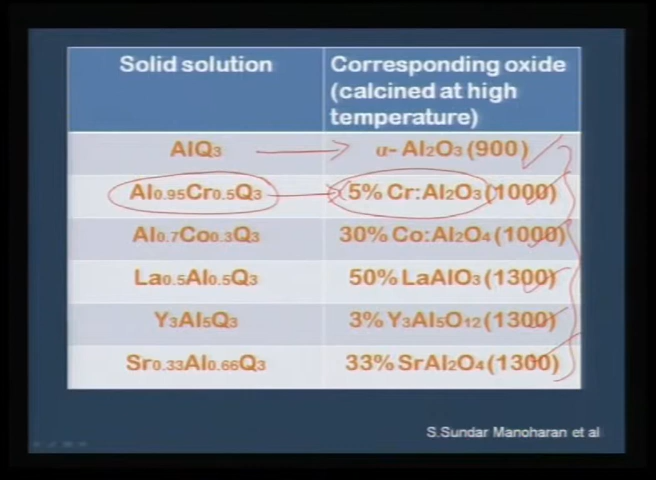 Solid solution
Corresponding oxide
(calcined at high
temperature)
AlQ₃
α- Al₂O₃ (900)
Al₀.₉₅Cr₀.₅Q₃
5% Cr:Al₂O₃ (1000)
Al₀.₇Co₀.₃Q₃
30% Co:Al₂O₄ (1000)
La₀.₅Al₀.₅Q₃
50% LaAlO₃ (1300)
Y₃Al₅Q₃
3% Y₃Al₅O₁₂ (1300)
Sr₀.₃₃Al₀.₆₆Q₃
33% SrAl₂O₄ (1300)
S.Sundar Manoharan et al